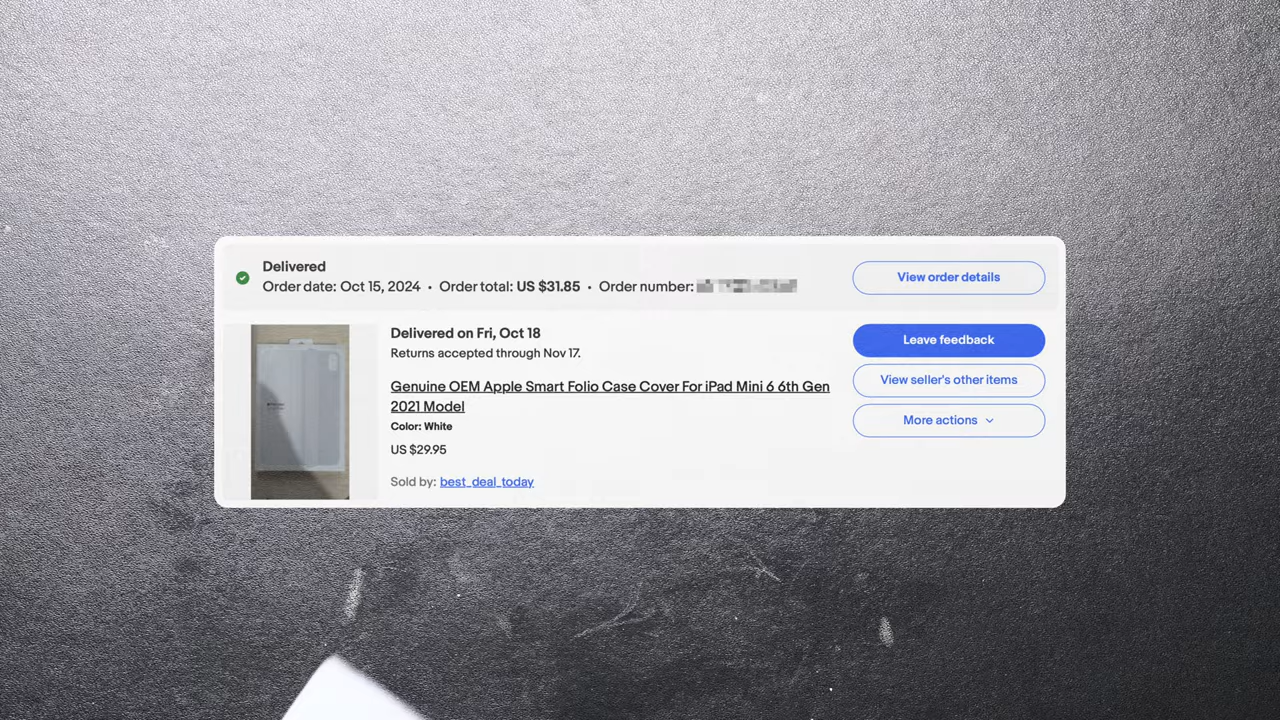 Delivered
Order date: Oct 15, 2024 • Order total: US $31.85 • Order number:
View order details
Delivered on Fri, Oct 18
Returns accepted through Nov 17.
Genuine OEM Apple Smart Folio Case Cover For iPad Mini 6 6th Gen
2021 Model
Color: White
US $29.95
Sold by: best_deal_today
Leave feedback
View seller's other items
More actions